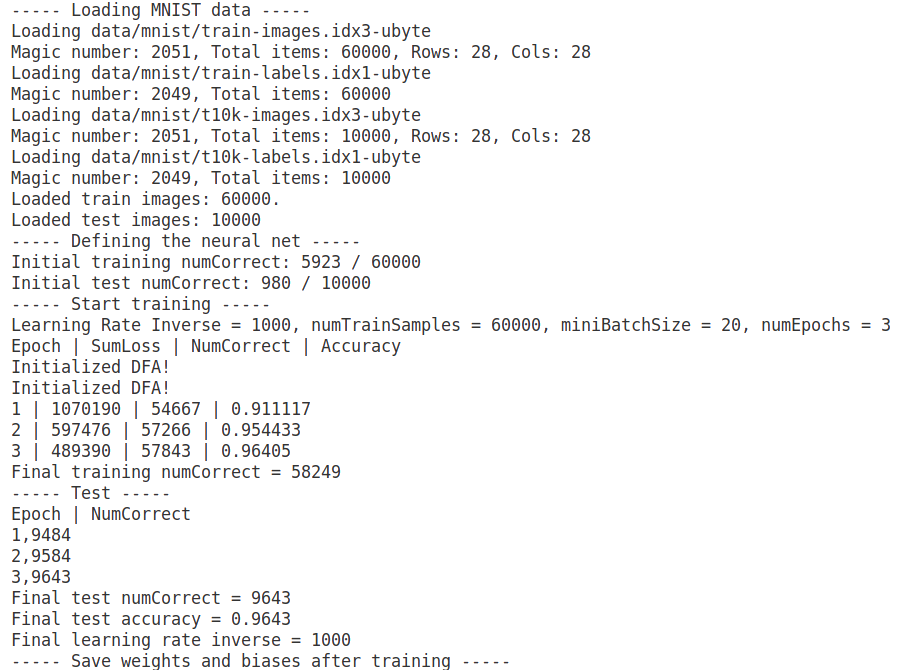 ----- Loading MNIST data -----
Loading data/mnist/train-images.idx3-ubyte
Magic number: 2051, Total items: 60000, Rows: 28, Cols: 28
Loading data/mnist/train-labels.idx1-ubyte
Magic number: 2049, Total items: 60000
Loading data/mnist/t10k-images.idx3-ubyte
Magic number: 2051, Total items: 10000, Rows: 28, Cols: 28
Loading data/mnist/t10k-labels.idx1-ubyte
Magic number: 2049, Total items: 10000
Loaded train images: 60000.
Loaded test images: 10000
----- Defining the neural net -----
Initial training numCorrect: 5923 / 60000
Initial test numCorrect: 980 / 10000
----- Start training -----
Learning Rate Inverse = 1000, numTrainSamples = 60000, miniBatchSize = 20, numEpochs = 3
Epoch | SumLoss | NumCorrect | Accuracy
Initialized DFA!
Initialized DFA!
1 | 1070190 | 54667 | 0.911117
2 | 597476 | 57266 | 0.954433
3 | 489390 | 57843 | 0.96405
Final training numCorrect = 58249
----- Test -----
Epoch | NumCorrect
1,9484
2,9584
3,9643
Final test numCorrect = 9643
Final test accuracy = 0.9643
Final learning rate inverse = 1000
----- Save weights and biases after training -----